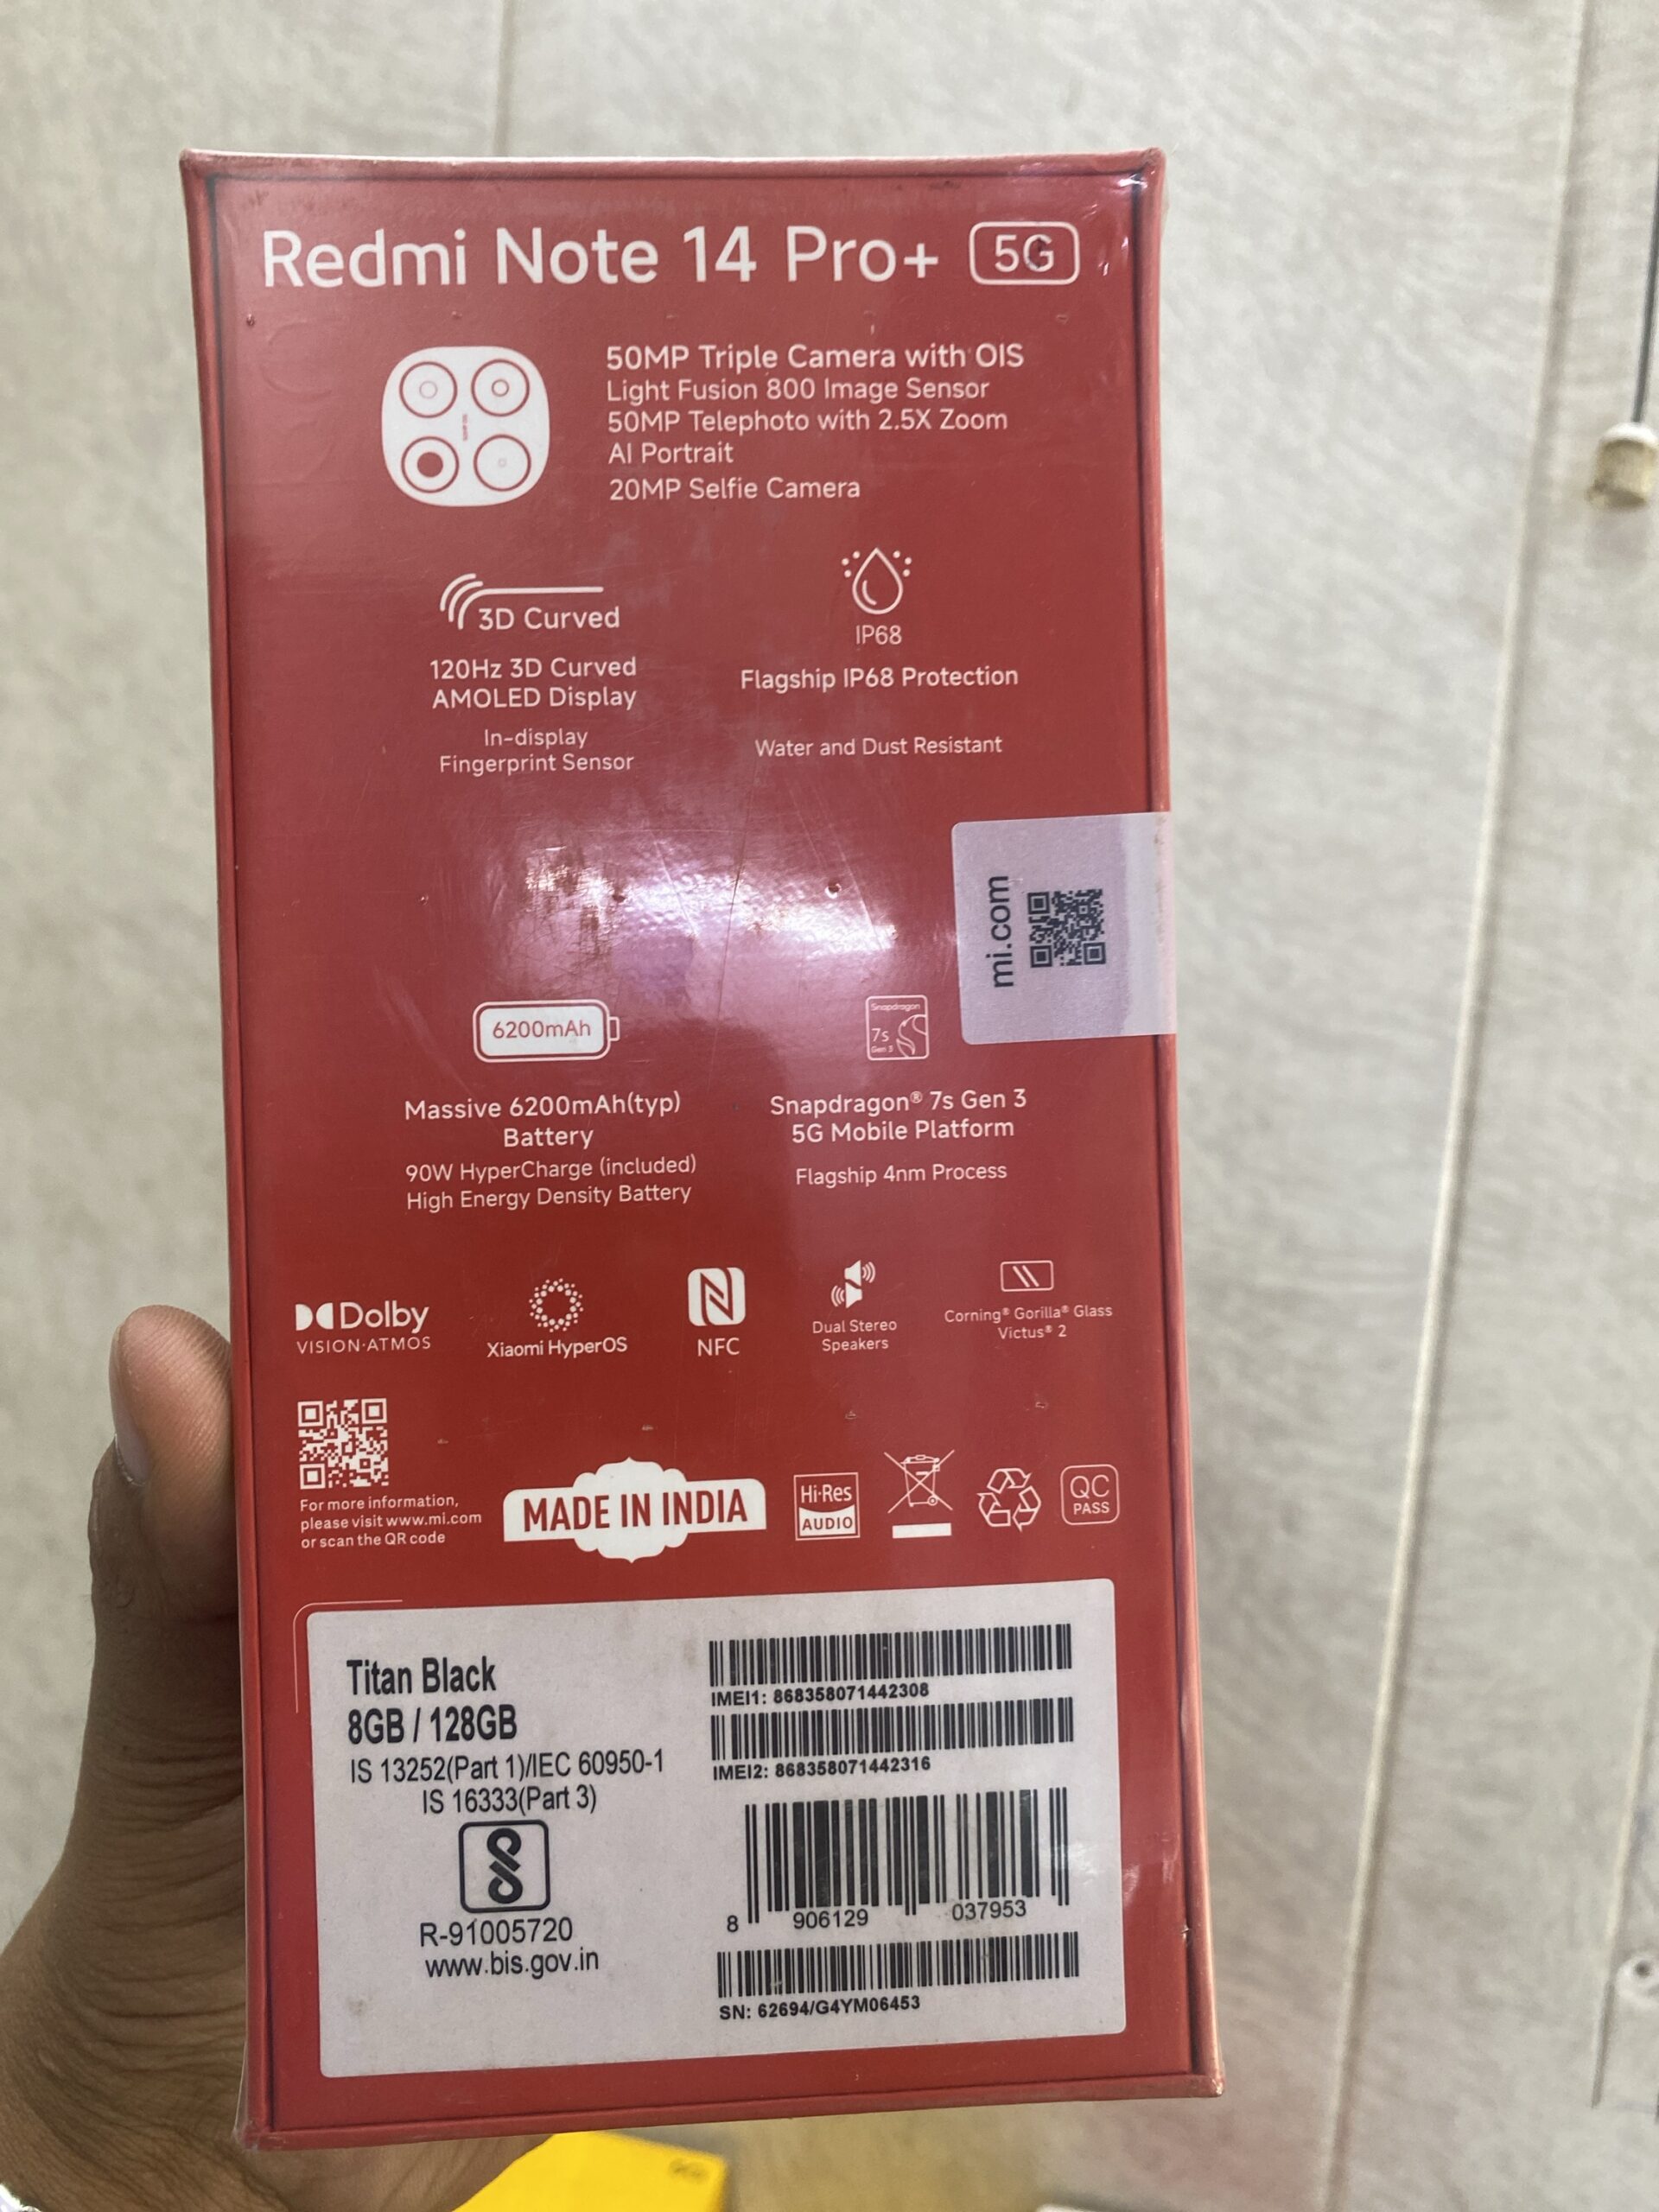 Redmi Note 14 Pro+ 5G
50MP Triple Camera with OIS
Light Fusion 800 Image Sensor
50MP Telephoto with 2.5X Zoom
AI Portrait
20MP Selfie Camera
3D Curved
120Hz 3D Curved
AMOLED Display
In-display
Fingerprint Sensor
IP68
Flagship IP68 Protection
Water and Dust Resistant
mi.com
6200mAh
Massive 6200mAh(typ)
Battery
90W HyperCharge (included)
High Energy Density Battery
Snapdragon
7s
Gen 3
Snapdragon® 7s Gen 3
5G Mobile Platform
Flagship 4nm Process
Dolby
VISION·ATMOS
Xiaomi HyperOS
NFC
Dual Stereo
Speakers
Corning® Gorilla® Glass
Victus® 2
For more information,
please visit www.mi.com
or scan the QR code
MADE IN INDIA
Hi-Res
AUDIO
QC
PASS
Titan Black
8GB / 128GB
IS 13252(Part 1)/IEC 60950-1
IS 16333(Part 3)
R-91005720
www.bis.gov.in
IMEI1: 868358071442308
IMEI2: 868358071442316
8 906129 037953
SN: 62694/G4YM06453